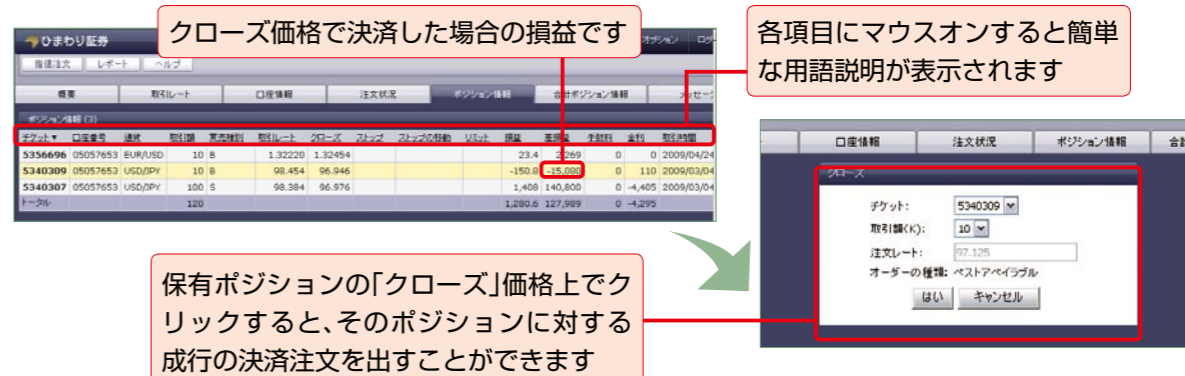 クローズ価格で決済した場合の損益です
各項目にマウスオンすると簡単
な用語説明が表示されます
ひまわり証券
オプション
指値注文 レポート ヘルプ
概要 取引レート 口座情報 注文状況 ポジション情報 合計ポジション情報
ポジション情報 (3)
チケット▼ 口座番号 通貨 取引額 買売種別 取引レート クローズ ストップ ストップの移動 リミット 損益 差損益 手数料 金利 取引時間
5356696 05057653 EUR/USD 10 B 1.32220 1.32454 23.4 2,269 0 0 2009/04/24
5340309 05057653 USD/JPY 10 B 98.454 96.946 -150.8 -15,080 0 110 2009/03/04
5340307 05057653 USD/JPY 100 S 98.384 96.976 1,408 140,800 0 -4,405 2009/03/04
トータル 120 1,280.6 127,989 0 -4,295
口座情報 注文状況 ポジション情報 合計
クローズ
チケット: 5340309
取引額(K): 10
注文レート: 97.125
オーダーの種類: ベストアベイラブル
はい キャンセル
保有ポジションの「クローズ」価格上でク
リックすると、そのポジションに対する
成行の決済注文を出すことができます